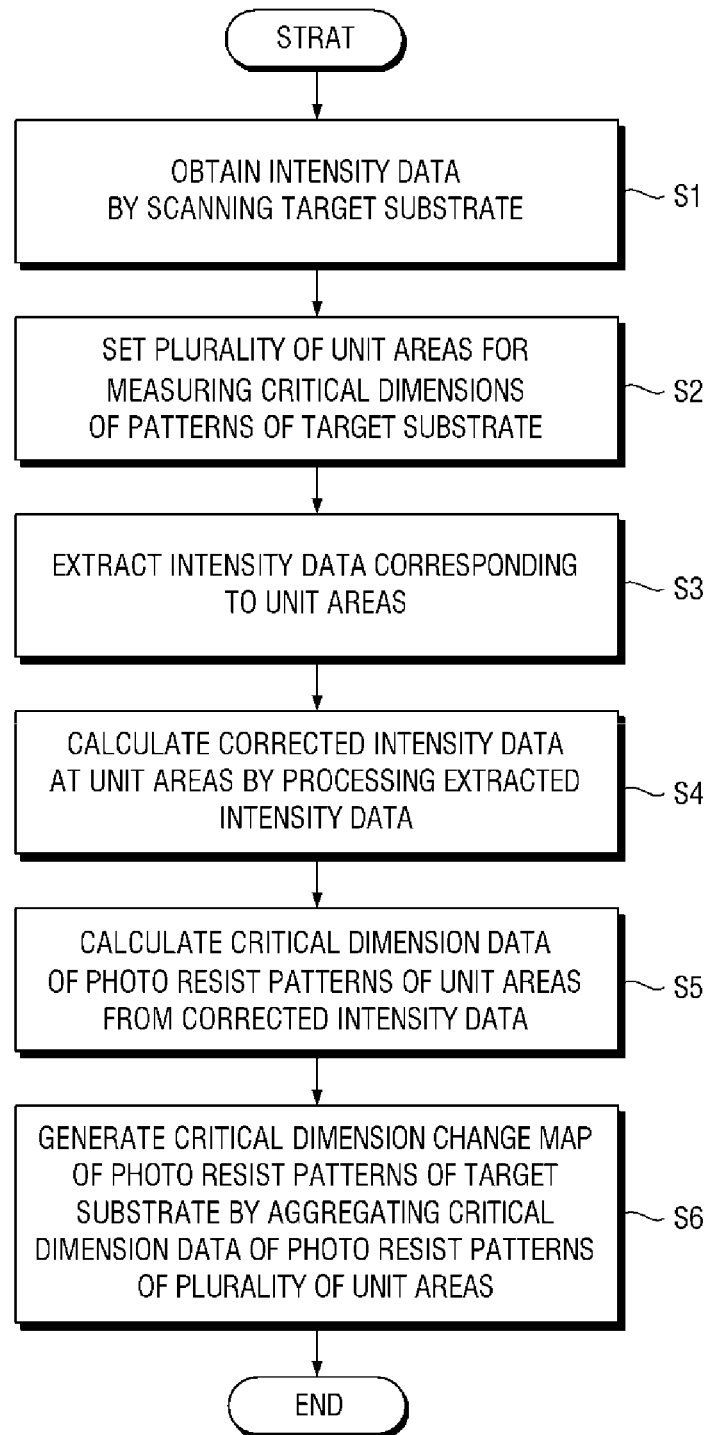 STRAT
OBTAIN INTENSITY DATA
BY SCANNING TARGET SUBSTRATE
S1
SET PLURALITY OF UNIT AREAS FOR
MEASURING CRITICAL DIMENSIONS
OF PATTERNS OF TARGET SUBSTRATE
S2
EXTRACT INTENSITY DATA CORRESPONDING
TO UNIT AREAS
S3
CALCULATE CORRECTED INTENSITY DATA
AT UNIT AREAS BY PROCESSING EXTRACTED
INTENSITY DATA
S4
CALCULATE CRITICAL DIMENSION DATA
OF PHOTO RESIST PATTERNS OF UNIT AREAS
FROM CORRECTED INTENSITY DATA
S5
GENERATE CRITICAL DIMENSION CHANGE MAP
OF PHOTO RESIST PATTERNS OF TARGET
SUBSTRATE BY AGGREGATING CRITICAL
DIMENSION DATA OF PHOTO RESIST PATTERNS
OF PLURALITY OF UNIT AREAS
S6
END